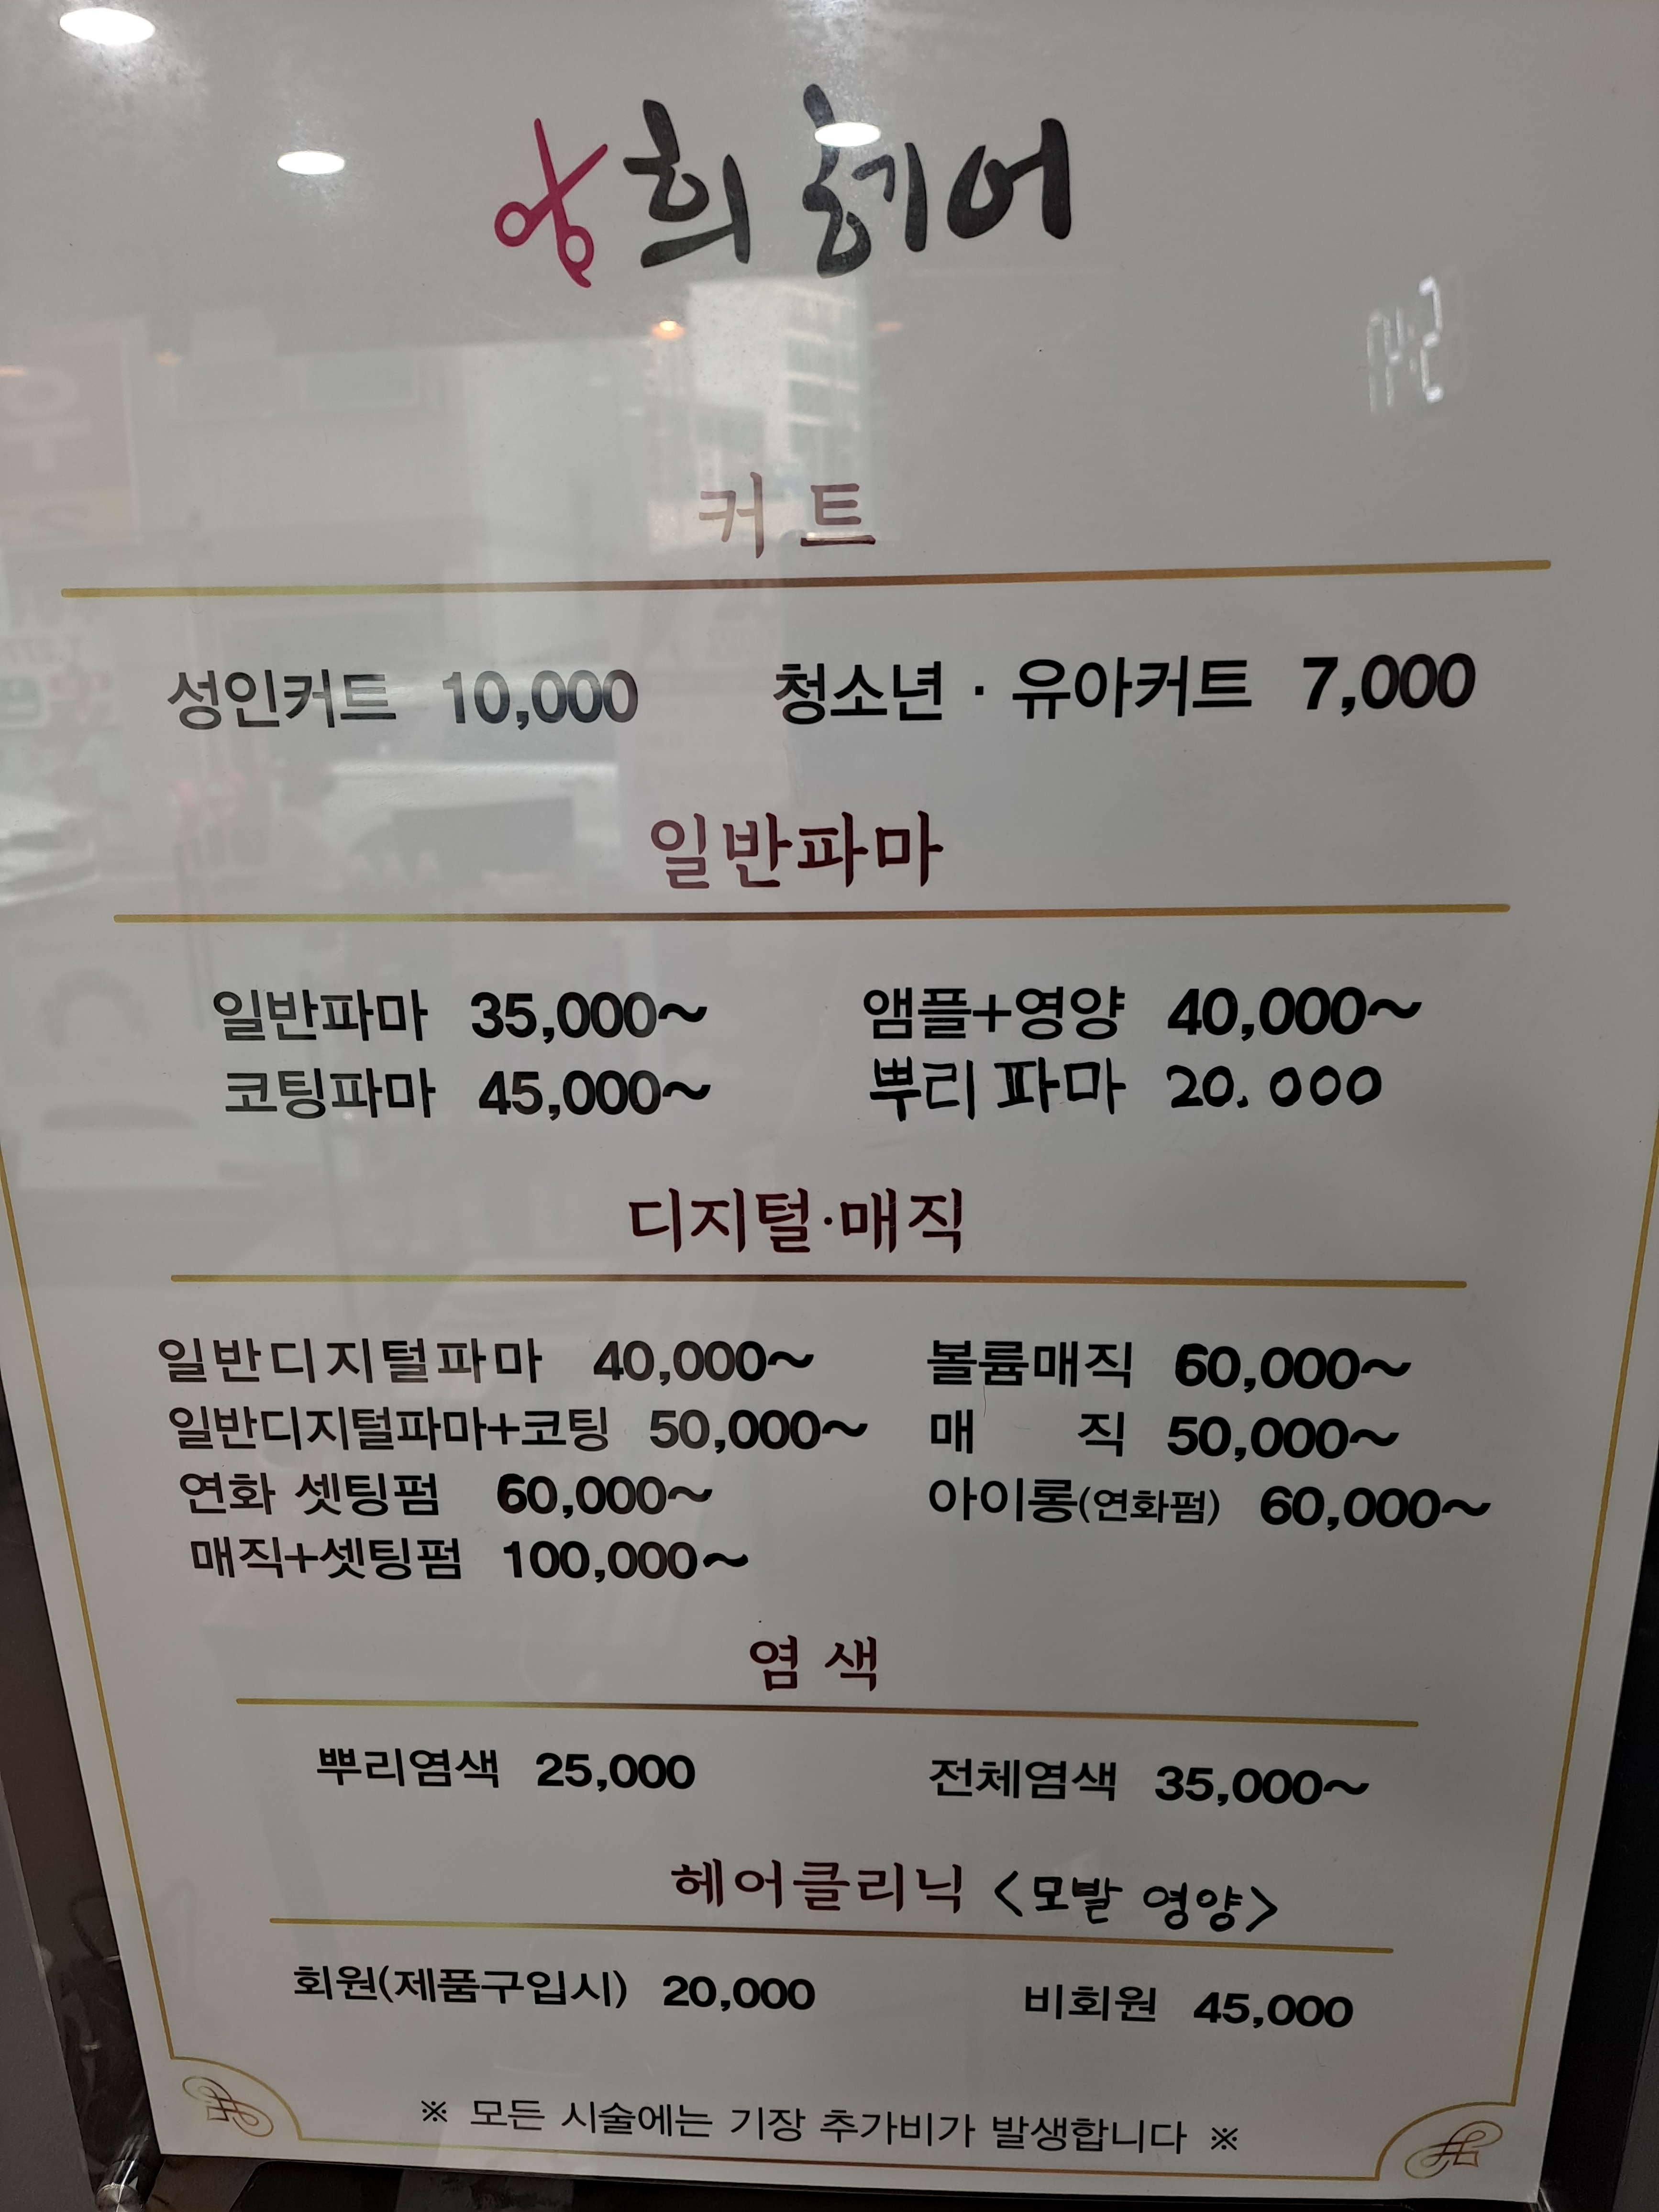 희 헤어
커트
성인커트 10,000 청소년 · 유아커트 7,000
일반파마
일반파마 35,000~ 앰플+영양 40,000~
코팅파마 45,000~ 뿌리 파마 20.000
디지털·매직
일반디지털파마 40,000~ 볼륨매직 60,000~
일반디지털파마+코팅 50,000~ 매 직 50,000~
연화 셋팅펌 60,000~ 아이롱(연화펌) 60,000~
매직+셋팅펌 100,000~
염색
뿌리염색 25,000 전체염색 35,000~
헤어클리닉 <모발 영양>
회원(제품구입시) 20,000 비회원 45,000
※ 모든 시술에는 기장 추가비가 발생합니다 ※